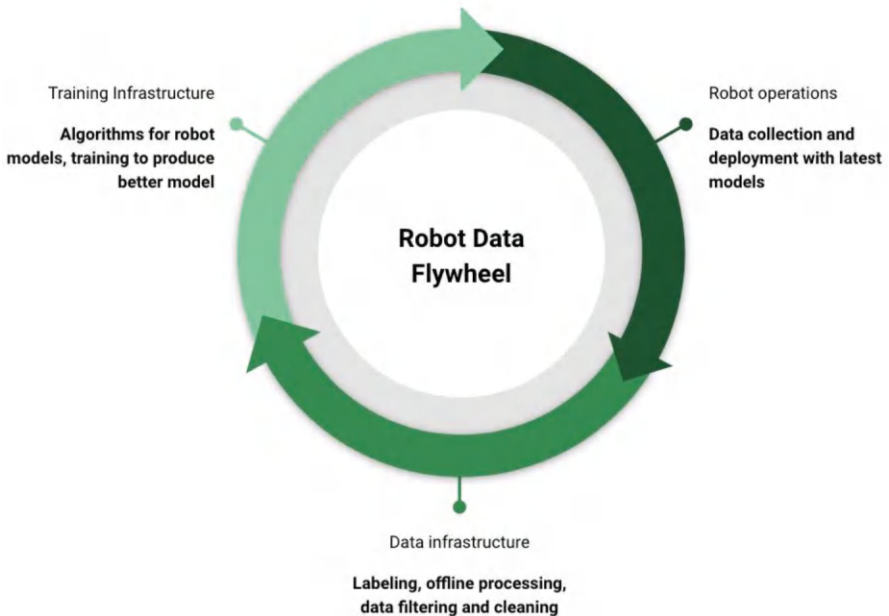 Training Infrastructure
Algorithms for robot
models, training to produce
better model
Robot operations
Data collection and
deployment with latest
models
Robot Data
Flywheel
Data infrastructure
Labeling, offline processing,
data filtering and cleaning